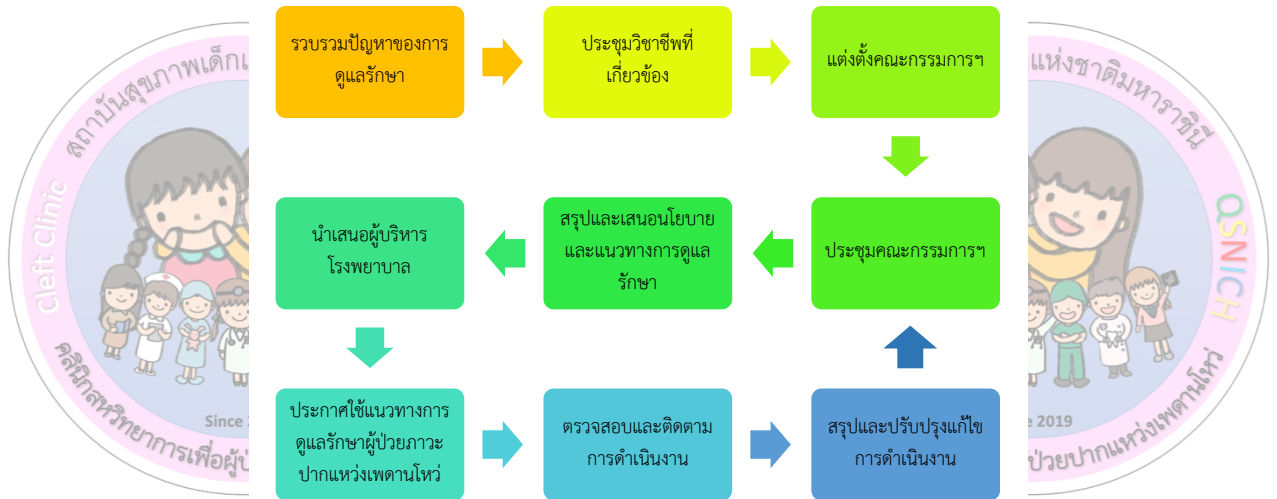 รวบรวมปัญหาของการ
ดูแลรักษา
ประชุมวิชาชีพที่
เกี่ยวข้อง
แต่งตั้งคณะกรรมการฯ
ประชุมคณะกรรมการฯ
สรุปและเสนอนโยบาย
และแนวทางการดูแล
รักษา
นำเสนอผู้บริหาร
โรงพยาบาล
ประกาศใช้แนวทางการ
ดูแลรักษาผู้ป่วยภาวะ
ปากแหว่งเพดานโหว่
ตรวจสอบและติดตาม
การดำเนินงาน
สรุปและปรับปรุงแก้ไข
การดำเนินงาน
สถาบันสุขภาพเด็ก
แห่งชาติมหาราชินี
Cleft Clinic
QSNICH
คลินิกสหวิทยาการเพื่อ
ปากแหว่งเพดานโหว่
Since
2019